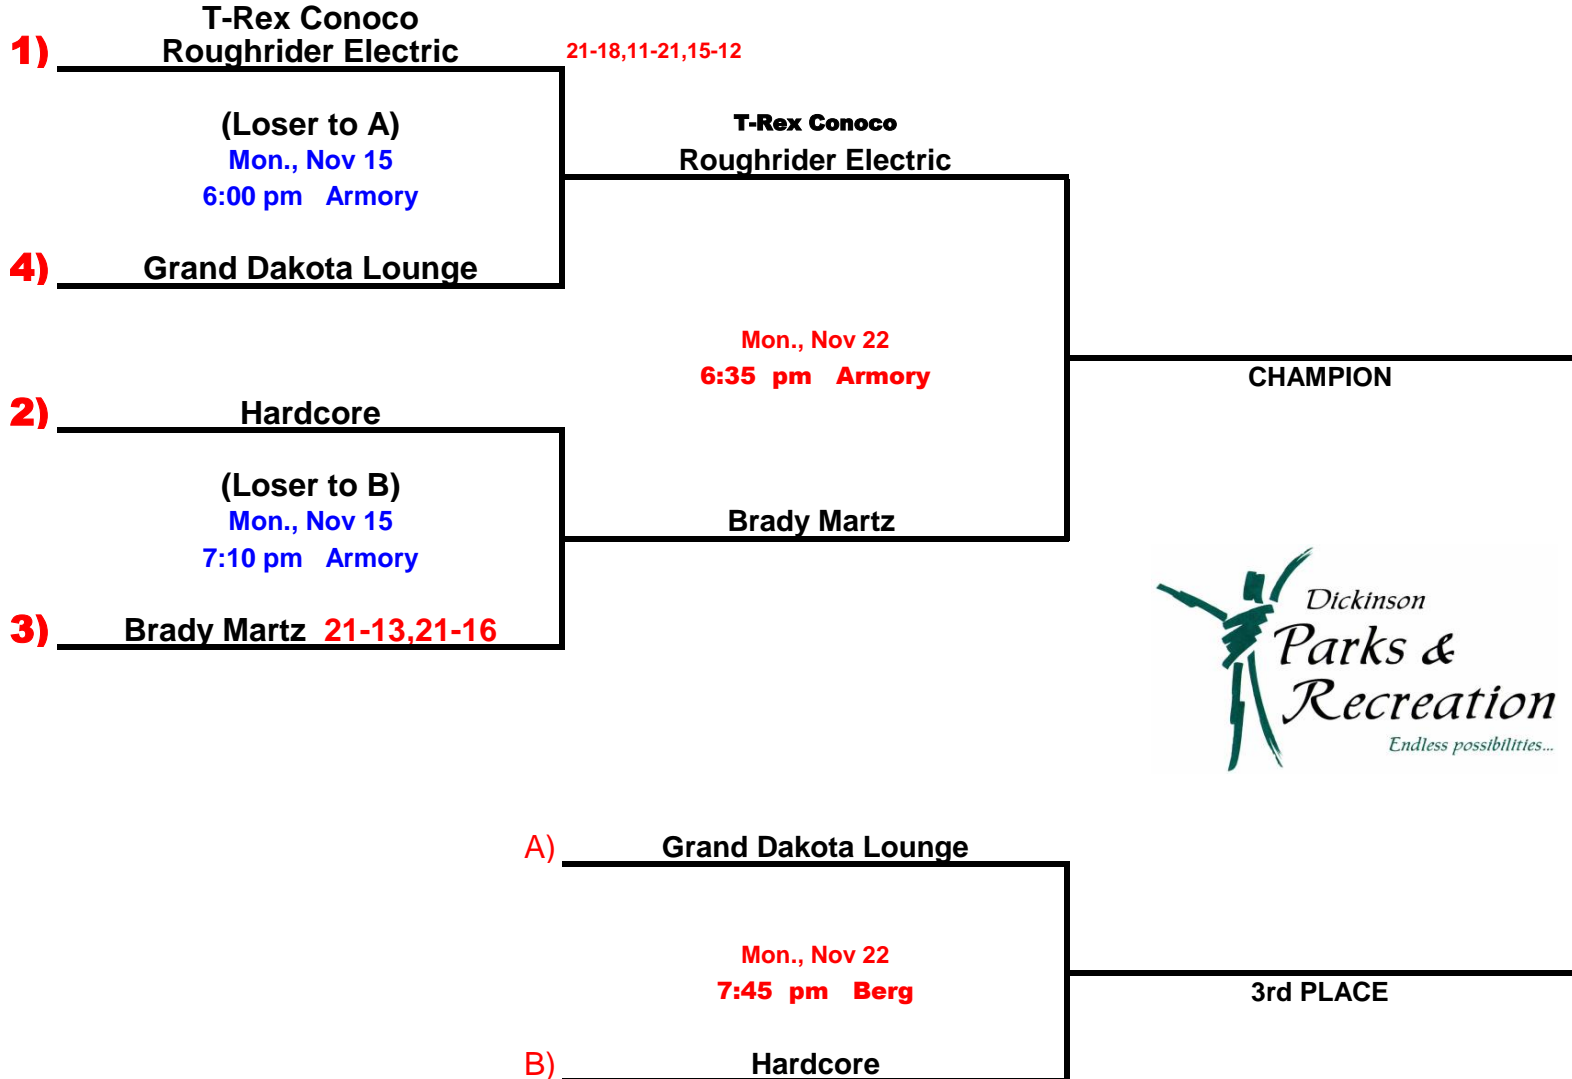 T-Rex Conoco
1) Roughrider Electric 21-18,11-21,15-12
(Loser to A)
Mon., Nov 15
6:00 pm Armory
4) Grand Dakota Lounge
T-Rex Conoco
Roughrider Electric
Mon., Nov 22
6:35 pm Armory
CHAMPION
2) Hardcore
(Loser to B)
Mon., Nov 15
7:10 pm Armory
3) Brady Martz 21-13,21-16
Brady Martz
Dickinson
Parks &
Recreation
Endless possibilities...
A) Grand Dakota Lounge
Mon., Nov 22
7:45 pm Berg
3rd PLACE
B) Hardcore